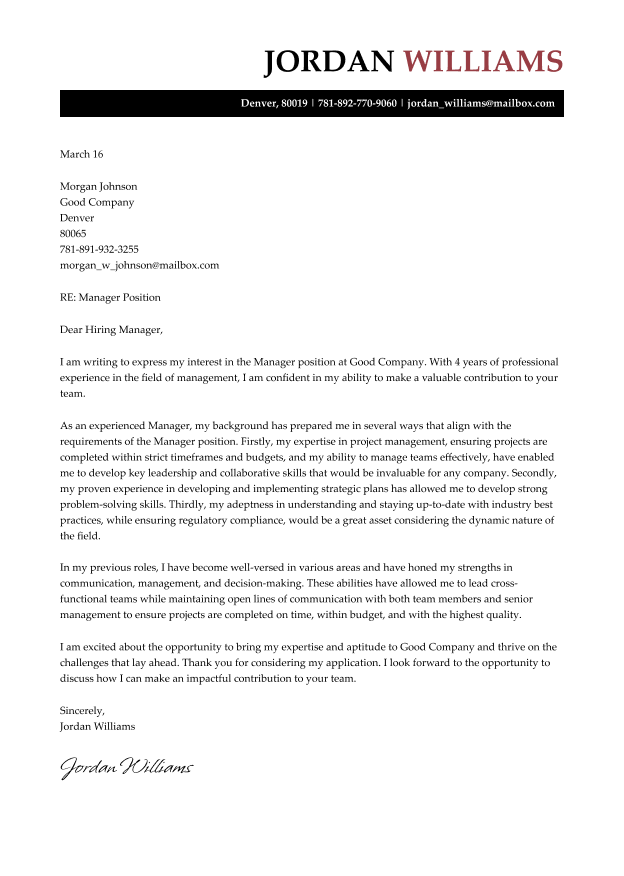 JORDAN WILLIAMS
Denver, 80019 | 781-892-770-9060 | jordan_williams@mailbox.com
March 16
Morgan Johnson
Good Company
Denver
80065
781-891-932-3255
morgan_w_johnson@mailbox.com
RE: Manager Position
Dear Hiring Manager,
I am writing to express my interest in the Manager position at Good Company. With 4 years of professional
experience in the field of management, I am confident in my ability to make a valuable contribution to your
team.
As an experienced Manager, my background has prepared me in several ways that align with the
requirements of the Manager position. Firstly, my expertise in project management, ensuring projects are
completed within strict timeframes and budgets, and my ability to manage teams effectively, have enabled
me to develop key leadership and collaborative skills that would be invaluable for any company. Secondly,
my proven experience in developing and implementing strategic plans has allowed me to develop strong
problem-solving skills. Thirdly, my adeptness in understanding and staying up-to-date with industry best
practices, while ensuring regulatory compliance, would be a great asset considering the dynamic nature of
the field.
In my previous roles, I have become well-versed in various areas and have honed my strengths in
communication, management, and decision-making. These abilities have allowed me to lead cross-
functional teams while maintaining open lines of communication with both team members and senior
management to ensure projects are completed on time, within budget, and with the highest quality.
I am excited about the opportunity to bring my expertise and aptitude to Good Company and thrive on the
challenges that lay ahead. Thank you for considering my application. I look forward to the opportunity to
discuss how I can make an impactful contribution to your team.
Sincerely,
Jordan Williams
Jordan Williams